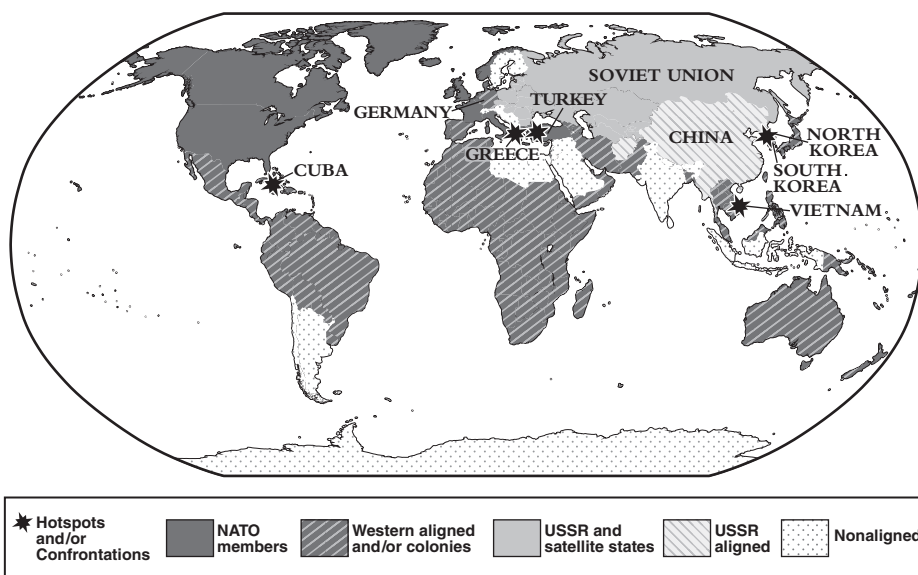 SOVIET UNION
GERMANY
TURKEY
CHINA
GREECE
NORTH
KOREA
SOUTH.
KOREA
CUBA
VIETNAM
Hotspots
and/or
Confrontations
NATO
members
Western aligned
and/or colonies
USSR and
satellite states
USSR
aligned
Nonaligned